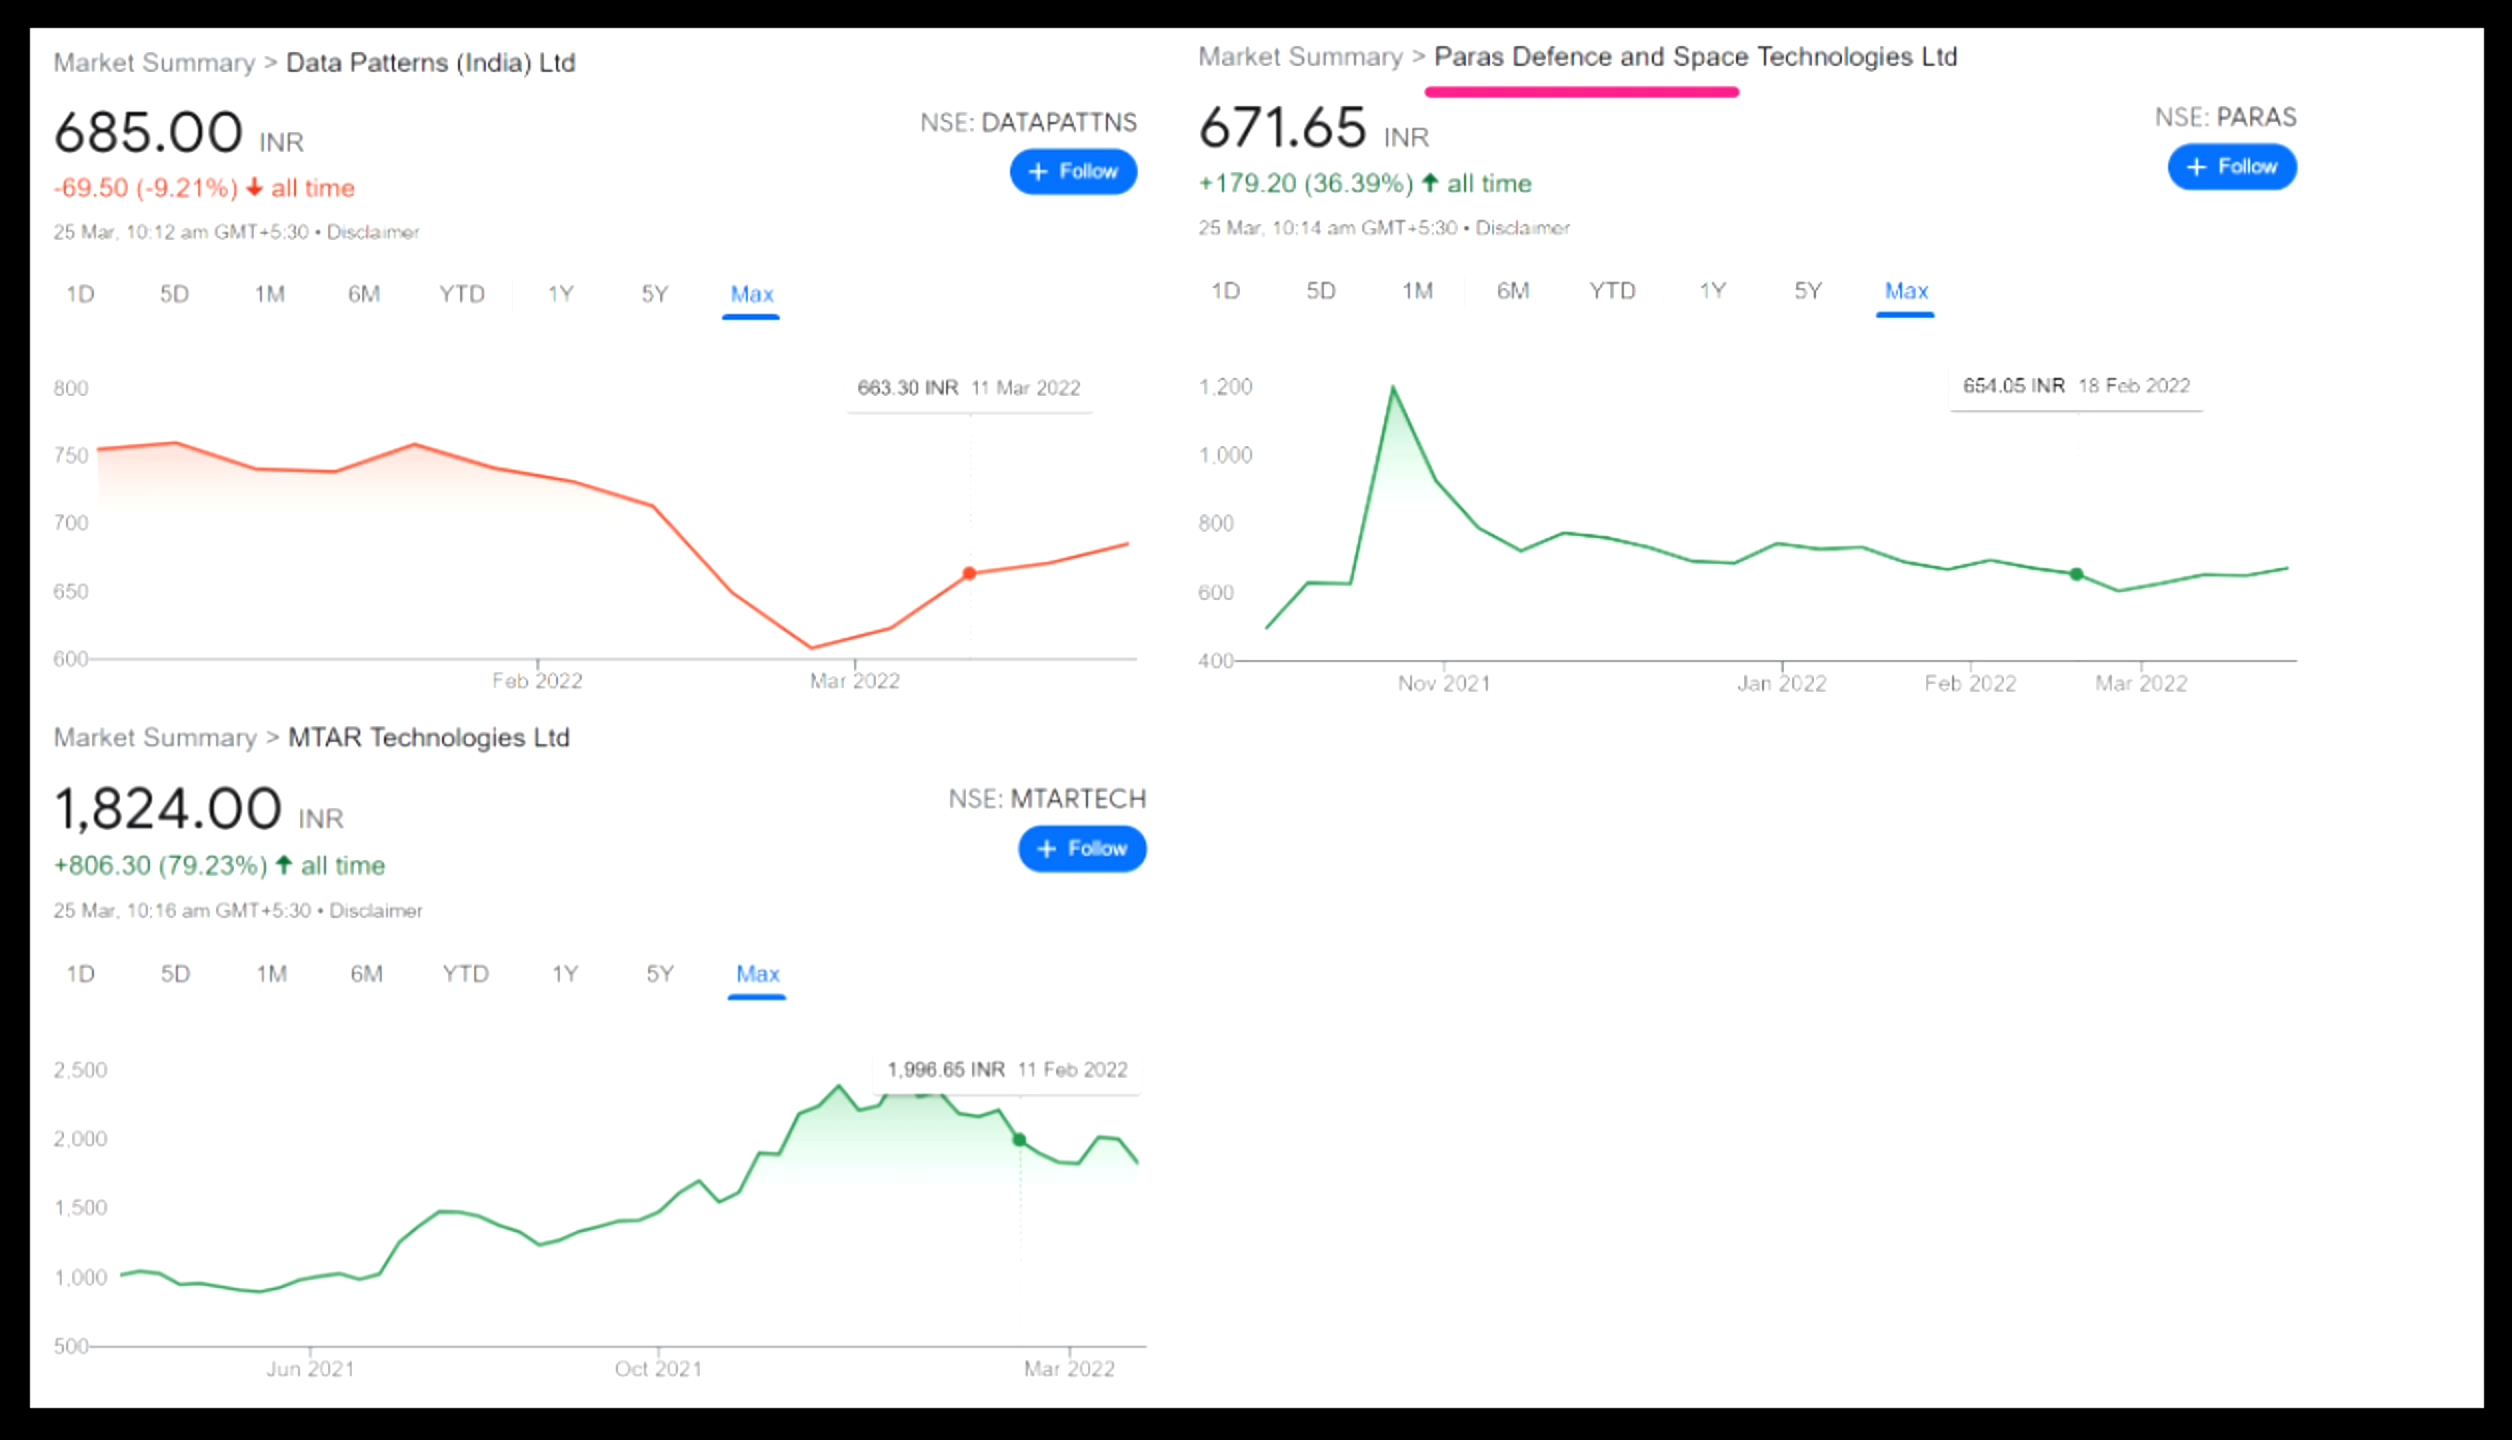 Market Summary > Data Patterns (India) Ltd
685.00 INR
NSE: DATAPATTNS
+ Follow
-69.50 (-9.21%) ↓ all time
25 Mar, 10:12 am GMT+5:30 • Disclaimer
1D 5D 1M 6M YTD 1Y 5Y Max
663.30 INR 11 Mar 2022
800
750
700
650
600
Feb 2022 Mar 2022
Market Summary > Paras Defence and Space Technologies Ltd
671.65 INR
NSE: PARAS
+ Follow
+179.20 (36.39%) ↑ all time
25 Mar, 10:14 am GMT+5:30 • Disclaimer
1D 5D 1M 6M YTD 1Y 5Y Max
654.05 INR 18 Feb 2022
1,200
1,000
800
600
400
Nov 2021 Jan 2022 Feb 2022 Mar 2022
Market Summary > MTAR Technologies Ltd
1,824.00 INR
NSE: MTARTECH
+ Follow
+806.30 (79.23%) ↑ all time
25 Mar, 10:16 am GMT+5:30 • Disclaimer
1D 5D 1M 6M YTD 1Y 5Y Max
1,996.65 INR 11 Feb 2022
2,500
2,000
1,500
1,000
500
Jun 2021 Oct 2021 Mar 2022